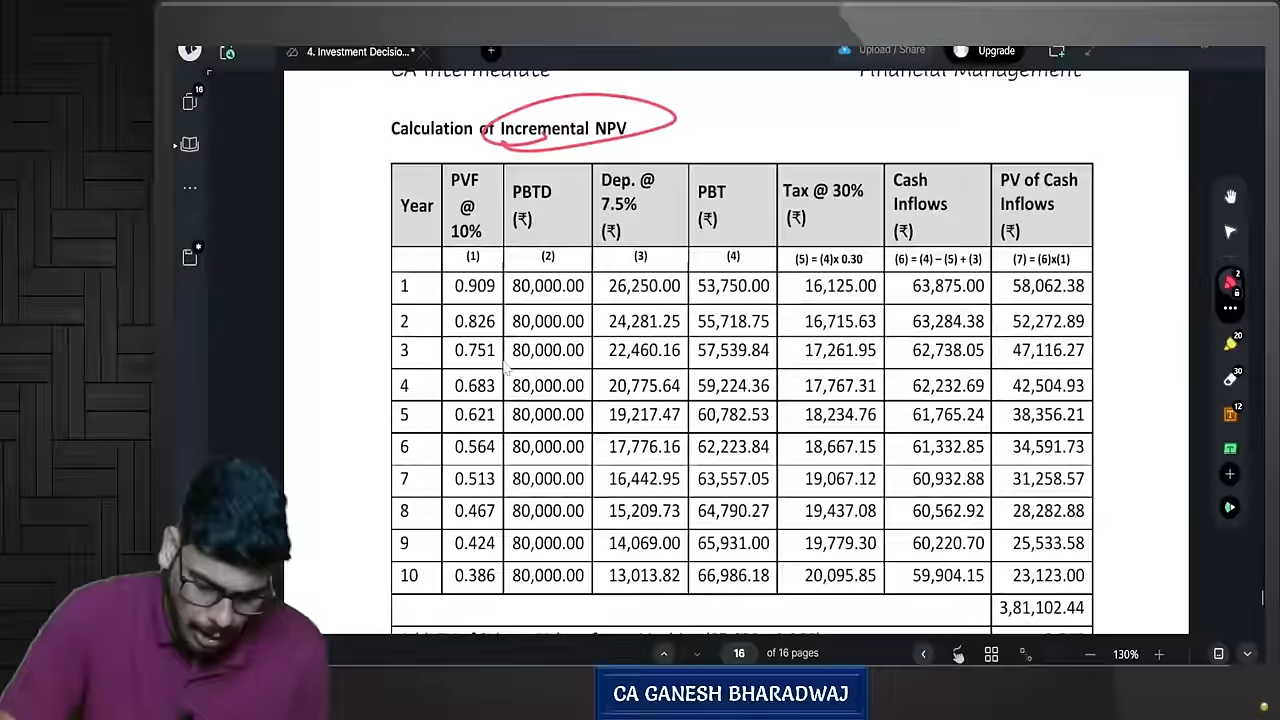 4. Investment Decisio...*
+
Upload / Share
Upgrade
16
2
20
30
12
CA Intermediate Financial Management
Calculation of Incremental NPV
Year PVF @ 10% PBTD (₹) Dep. @ 7.5% (₹) PBT (₹) Tax @ 30% (₹) Cash Inflows (₹) PV of Cash Inflows (₹)
(1) (2) (3) (4) (5) = (4)x 0.30 (6) = (4) – (5) + (3) (7) = (6)x(1)
1 0.909 80,000.00 26,250.00 53,750.00 16,125.00 63,875.00 58,062.38
2 0.826 80,000.00 24,281.25 55,718.75 16,715.63 63,284.38 52,272.89
3 0.751 80,000.00 22,460.16 57,539.84 17,261.95 62,738.05 47,116.27
4 0.683 80,000.00 20,775.64 59,224.36 17,767.31 62,232.69 42,504.93
5 0.621 80,000.00 19,217.47 60,782.53 18,234.76 61,765.24 38,356.21
6 0.564 80,000.00 17,776.16 62,223.84 18,667.15 61,332.85 34,591.73
7 0.513 80,000.00 16,442.95 63,557.05 19,067.12 60,932.88 31,258.57
8 0.467 80,000.00 15,209.73 64,790.27 19,437.08 60,562.92 28,282.88
9 0.424 80,000.00 14,069.00 65,931.00 19,779.30 60,220.70 25,533.58
10 0.386 80,000.00 13,013.82 66,986.18 20,095.85 59,904.15 23,123.00
3,81,102.44
16 of 16 pages
130%
CA GANESH BHARADWAJ